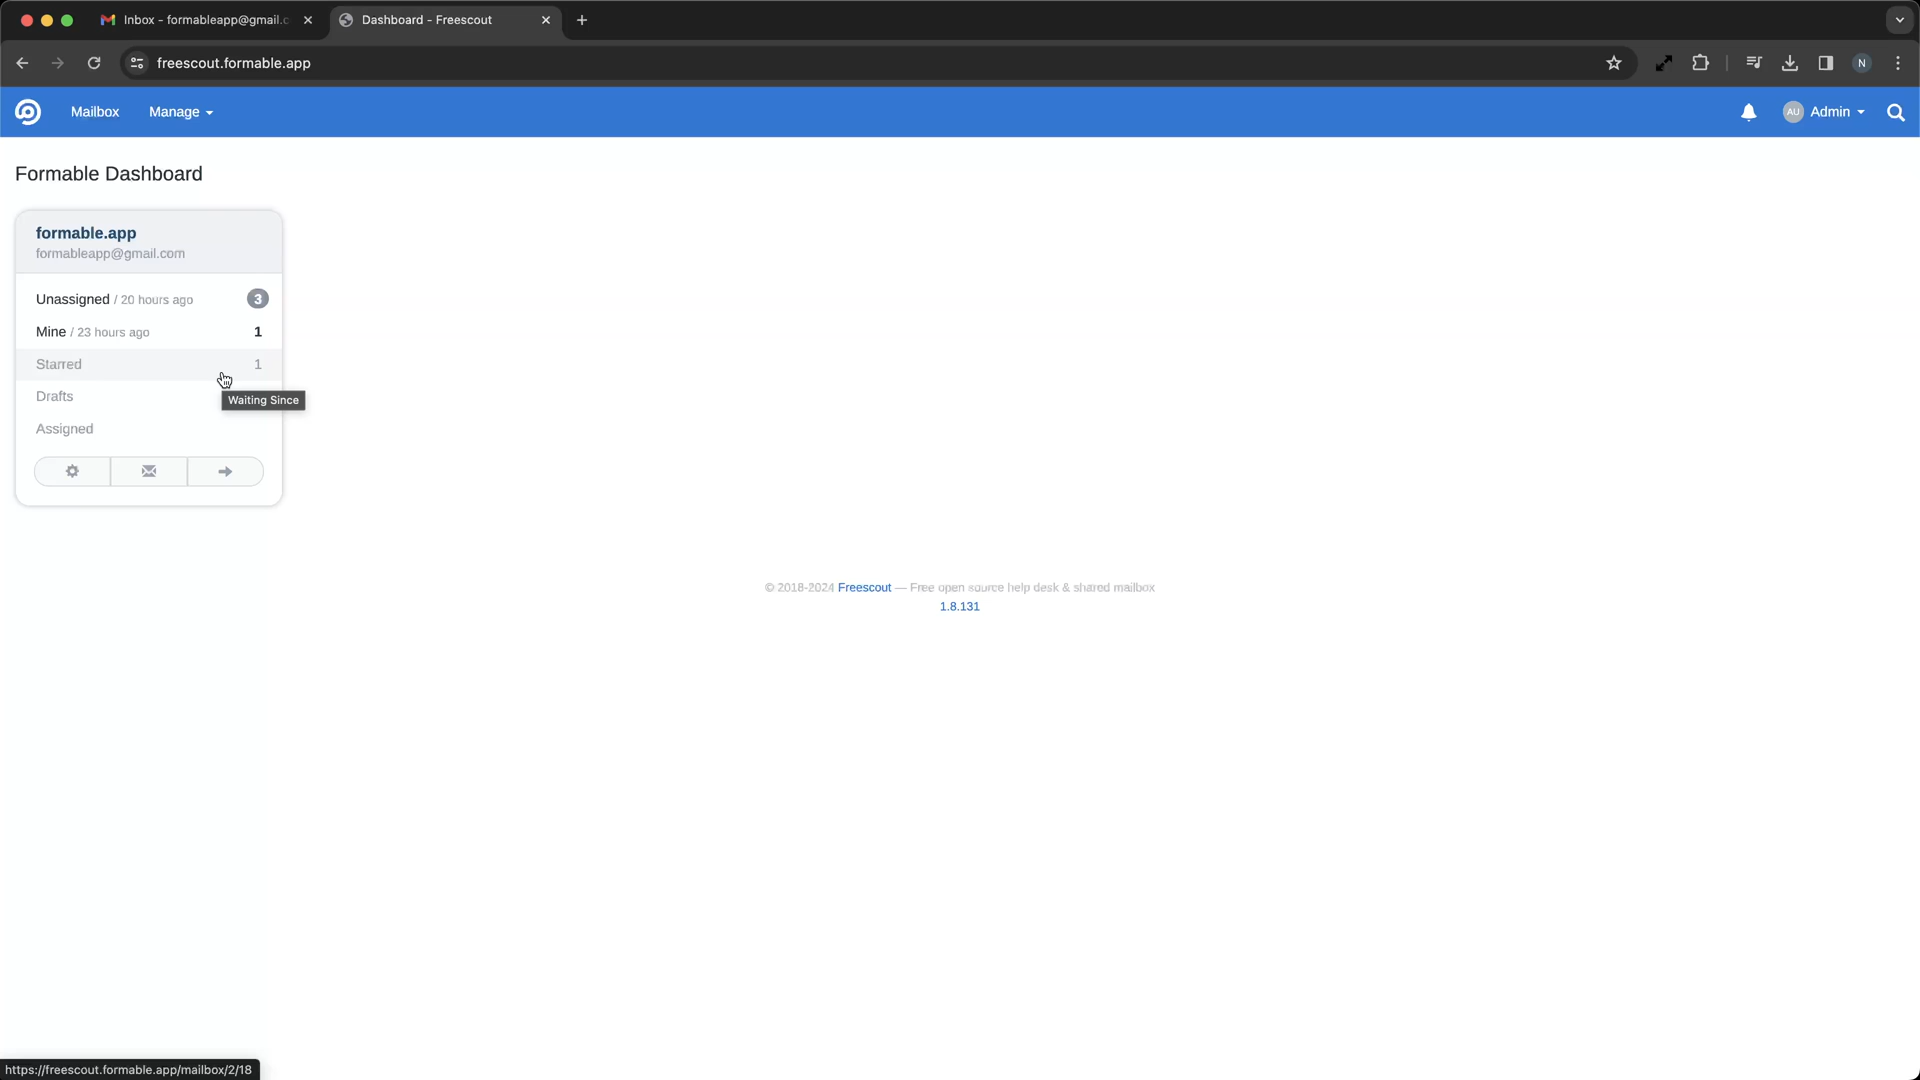 Inbox - formableapp@gmail.c
Dashboard - Freescout
freescout.formable.app
N
Mailbox
Manage
AU
Admin
Formable Dashboard
formable.app
formableapp@gmail.com
Unassigned / 20 hours ago 3
Mine / 23 hours ago 1
Starred 1
Drafts
Waiting Since
Assigned
© 2018-2024 Freescout — Free open source help desk & shared mailbox
1.8.131
https://freescout.formable.app/mailbox/2/18